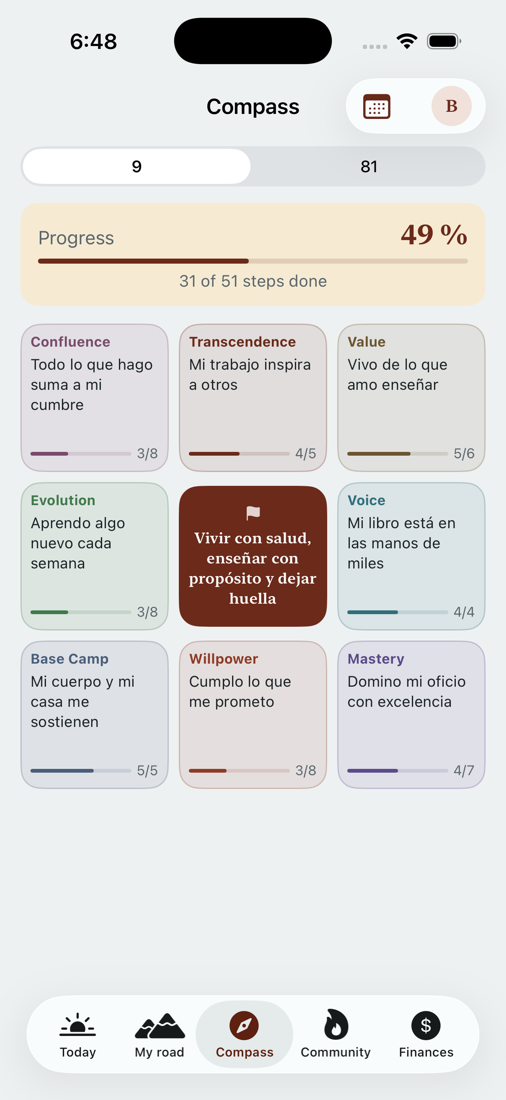 6:48
Compass
B
9
81
Progress
49 %
31 of 51 steps done
Confluence
Todo lo que hago
suma a mi
cumbre
3/8
Transcendence
Mi trabajo inspira
a otros
4/5
Value
Vivo de lo que
amo enseñar
5/6
Evolution
Aprendo algo
nuevo cada
semana
3/8
Vivir con salud,
enseñar con
propósito y dejar
huella
Voice
Mi libro está en
las manos de
miles
4/4
Base Camp
Mi cuerpo y mi
casa me
sostienen
5/5
Willpower
Cumplo lo que
me prometo
3/8
Mastery
Domino mi oficio
con excelencia
4/7
Today
My road
Compass
Community
$
Finances